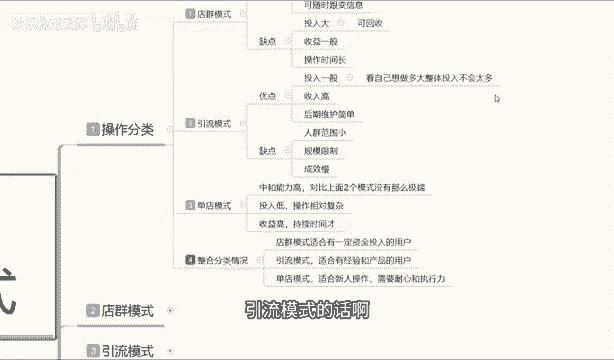 可随时跟变信息
1 店群模式
投入大
可回收
缺点
收益一般
操作时间长
投入一般
看自己想做多大整体投入不会太多
优点
收入高
后期维护简单
1 操作分类
2 引流模式
人群范围小
缺点
规模限制
成效慢
中和能力高，对比上面2个模式没有那么极端
3 单店模式
投入低，操作相对复杂
收益高，持续时间才
店群模式适合有一定资金投入的用户
4 整合分类情况
引流模式，适合有经验和产品的用户
单店模式，适合新人操作，需要耐心和执行力
式
2 店群模式
引流模式的话啊
3 引流模式